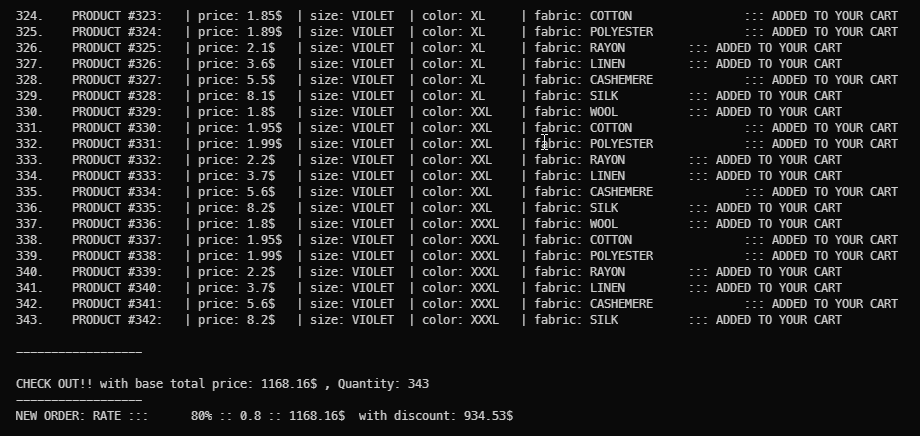 324.    PRODUCT #323:   | price: 1.85$  | size: VIOLET  | color: XL     | fabric: COTTON                ::: ADDED TO YOUR CART
325.    PRODUCT #324:   | price: 1.89$  | size: VIOLET  | color: XL     | fabric: POLYESTER             ::: ADDED TO YOUR CART
326.    PRODUCT #325:   | price: 2.1$   | size: VIOLET  | color: XL     | fabric: RAYON         ::: ADDED TO YOUR CART
327.    PRODUCT #326:   | price: 3.6$   | size: VIOLET  | color: XL     | fabric: LINEN         ::: ADDED TO YOUR CART
328.    PRODUCT #327:   | price: 5.5$   | size: VIOLET  | color: XL     | fabric: CASHEMERE             ::: ADDED TO YOUR CART
329.    PRODUCT #328:   | price: 8.1$   | size: VIOLET  | color: XL     | fabric: SILK          ::: ADDED TO YOUR CART
330.    PRODUCT #329:   | price: 1.8$   | size: VIOLET  | color: XXL    | fabric: WOOL          ::: ADDED TO YOUR CART
331.    PRODUCT #330:   | price: 1.95$  | size: VIOLET  | color: XXL    | fabric: COTTON                ::: ADDED TO YOUR CART
332.    PRODUCT #331:   | price: 1.99$  | size: VIOLET  | color: XXL    | fabric: POLYESTER             ::: ADDED TO YOUR CART
333.    PRODUCT #332:   | price: 2.2$   | size: VIOLET  | color: XXL    | fabric: RAYON         ::: ADDED TO YOUR CART
334.    PRODUCT #333:   | price: 3.7$   | size: VIOLET  | color: XXL    | fabric: LINEN         ::: ADDED TO YOUR CART
335.    PRODUCT #334:   | price: 5.6$   | size: VIOLET  | color: XXL    | fabric: CASHEMERE             ::: ADDED TO YOUR CART
336.    PRODUCT #335:   | price: 8.2$   | size: VIOLET  | color: XXL    | fabric: SILK          ::: ADDED TO YOUR CART
337.    PRODUCT #336:   | price: 1.8$   | size: VIOLET  | color: XXXL   | fabric: WOOL          ::: ADDED TO YOUR CART
338.    PRODUCT #337:   | price: 1.95$  | size: VIOLET  | color: XXXL   | fabric: COTTON                ::: ADDED TO YOUR CART
339.    PRODUCT #338:   | price: 1.99$  | size: VIOLET  | color: XXXL   | fabric: POLYESTER             ::: ADDED TO YOUR CART
340.    PRODUCT #339:   | price: 2.2$   | size: VIOLET  | color: XXXL   | fabric: RAYON         ::: ADDED TO YOUR CART
341.    PRODUCT #340:   | price: 3.7$   | size: VIOLET  | color: XXXL   | fabric: LINEN         ::: ADDED TO YOUR CART
342.    PRODUCT #341:   | price: 5.6$   | size: VIOLET  | color: XXXL   | fabric: CASHEMERE             ::: ADDED TO YOUR CART
343.    PRODUCT #342:   | price: 8.2$   | size: VIOLET  | color: XXXL   | fabric: SILK          ::: ADDED TO YOUR CART
__________________
CHECK OUT!! with base total price: 1168.16$ , Quantity: 343
__________________
NEW ORDER: RATE :::      80% :: 0.8 :: 1168.16$  with discount: 934.53$